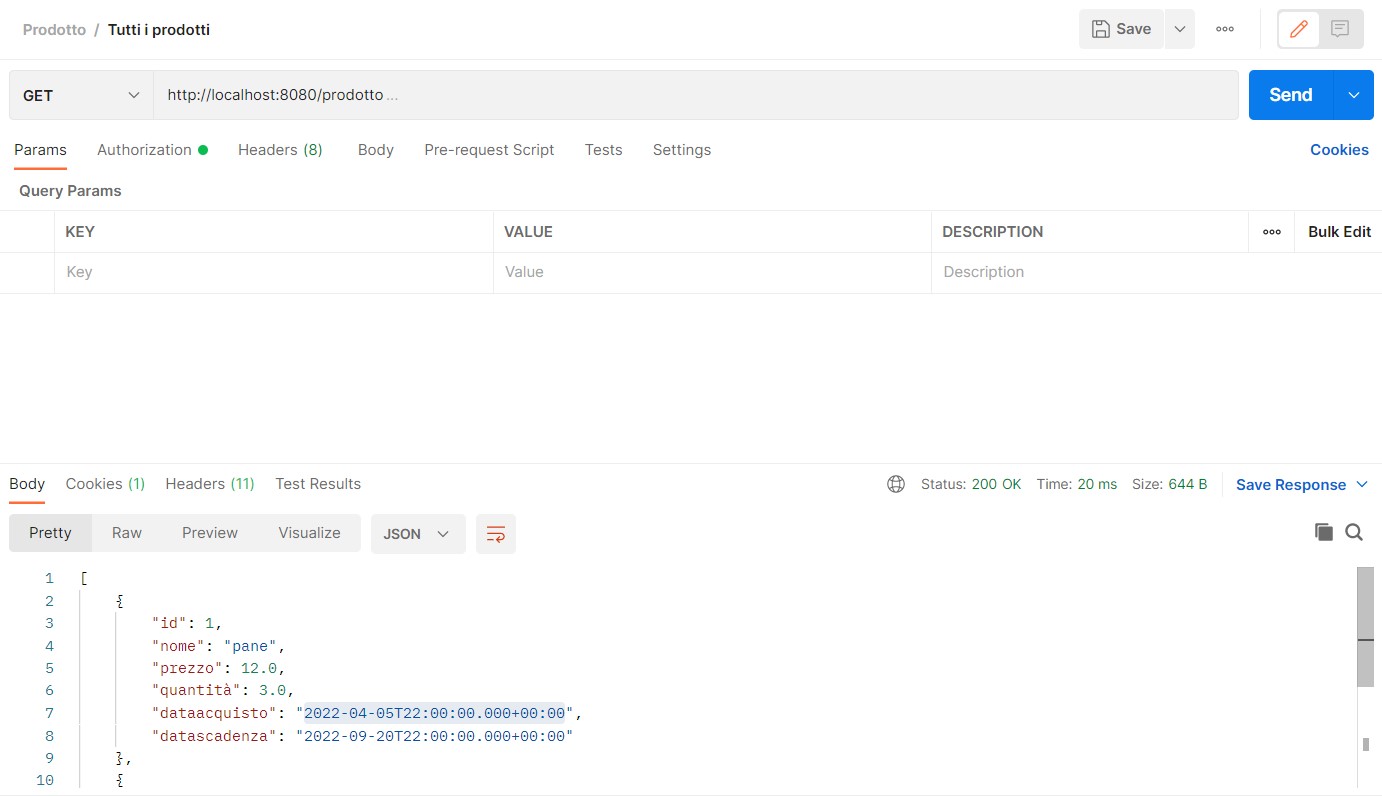 Prodotto / Tutti i prodotti
Save
GET http://localhost:8080/prodotto ...
Send
Params Authorization Headers (8) Body Pre-request Script Tests Settings Cookies
Query Params
KEY VALUE DESCRIPTION Bulk Edit
Key Value Description
Body Cookies (1) Headers (11) Test Results Status: 200 OK Time: 20 ms Size: 644 B Save Response
Pretty Raw Preview Visualize JSON
1 [
2 {
3 "id": 1,
4 "nome": "pane",
5 "prezzo": 12.0,
6 "quantità": 3.0,
7 "dataacquisto": "2022-04-05T22:00:00.000+00:00",
8 "datascadenza": "2022-09-20T22:00:00.000+00:00"
9 },
10 {